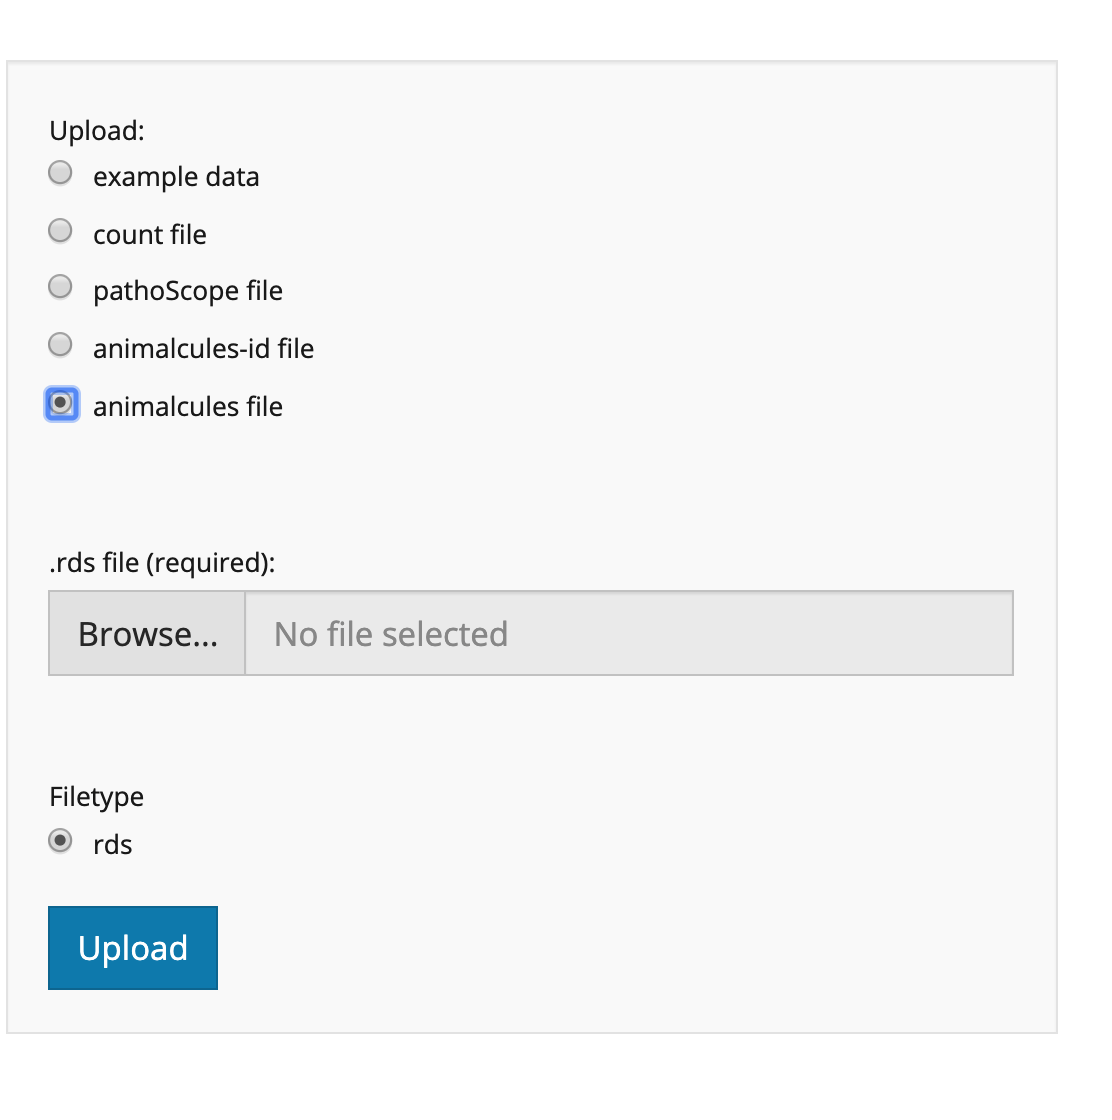 Upload:
example data
count file
pathoScope file
animalcules-id file
animalcules file
.rds file (required):
Browse... No file selected
Filetype
rds
Upload